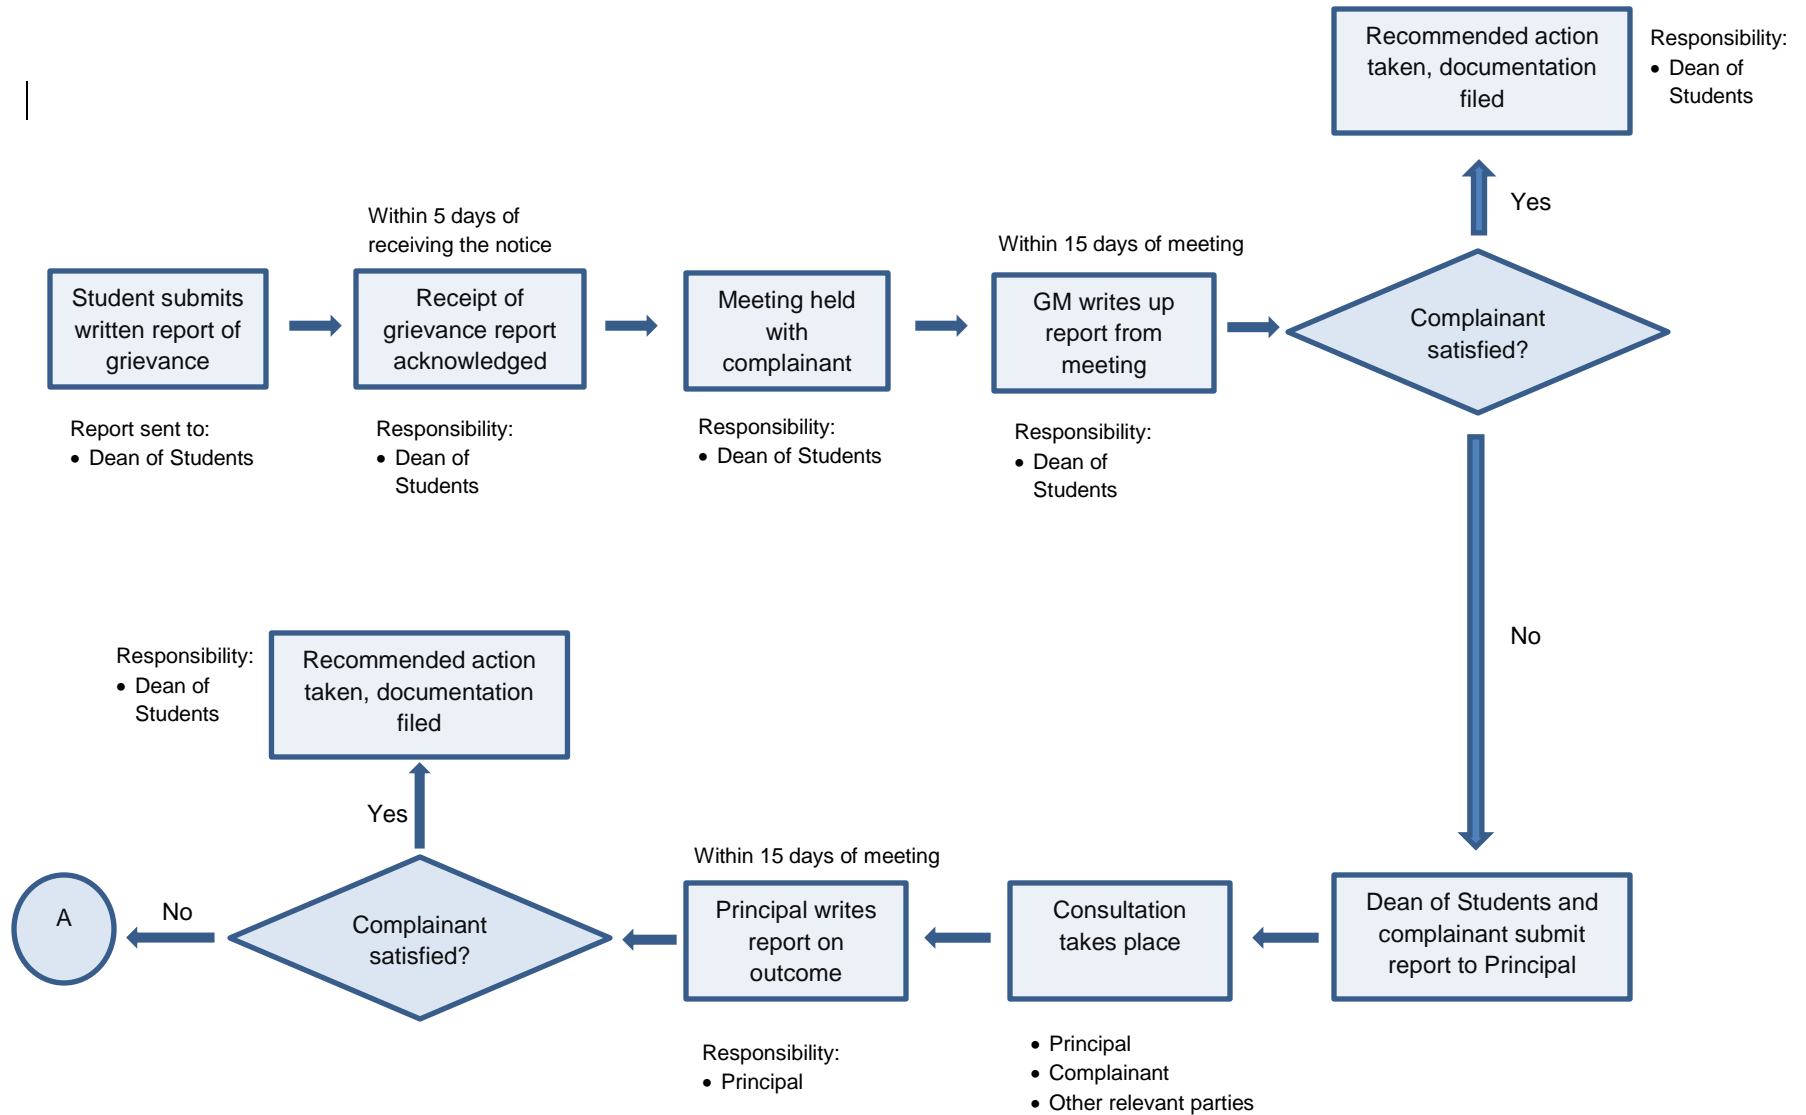 Recommended action
taken, documentation
filed
Responsibility:
• Dean of
Students
Yes
Within 5 days of
receiving the notice
Within 15 days of meeting
Student submits
written report of
grievance
Receipt of
grievance report
acknowledged
Meeting held
with
complainant
GM writes up
report from
meeting
Complainant
satisfied?
Report sent to:
• Dean of Students
Responsibility:
• Dean of
Students
Responsibility:
• Dean of Students
Responsibility:
• Dean of
Students
No
Responsibility:
• Dean of
Students
Recommended action
taken, documentation
filed
Yes
Within 15 days of meeting
A
No
Complainant
satisfied?
Principal writes
report on
outcome
Consultation
takes place
Dean of Students and
complainant submit
report to Principal
Responsibility:
• Principal
• Principal
• Complainant
• Other relevant parties